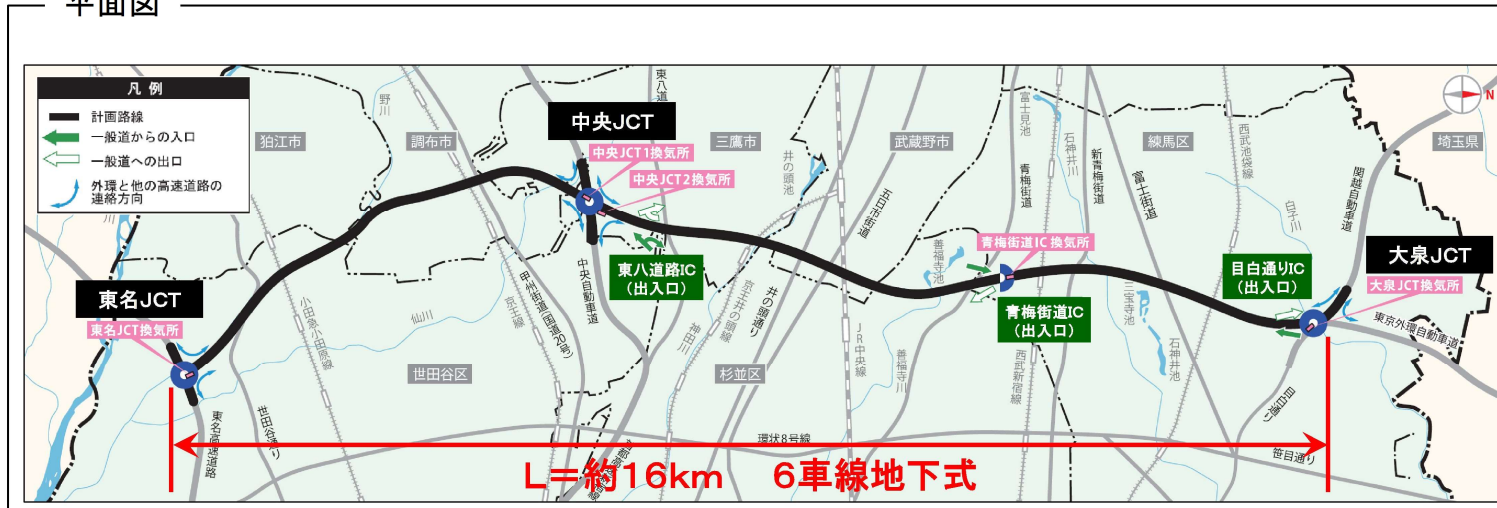 平面図
凡例
計画路線
一般道からの入口
一般道への出口
外環と他の高速道路の
連絡方向
野川
狛江市
調布市
中央JCT
中央JCT1換気所
中央JCT2換気所
東八道
三鷹市
井の頭池
武蔵野市
五日市街道
富士見池
青梅街道
石神井川
新青梅街道
富士街道
練馬区
西武池袋線
白子川
関越自動車道
埼玉県
N
東名JCT
東名JCT換気所
小田急小田原線
仙川
世田谷区
甲州街道(国道20号)
京王線
中央自動車道
東八道路IC
(出入口)
神田川
京王井の頭線
井の頭通り
杉並区
JR中央線
善福寺池
善福寺川
青梅街道IC換気所
青梅街道IC
(出入口)
西武新宿線
三宝寺池
石神井池
目白通りIC
(出入口)
大泉JCT
大泉JCT換気所
東京外環自動車道
目白通り
笹目通り
東名高速道路
世田谷通り
環状8号線
L=約16km 6車線地下式